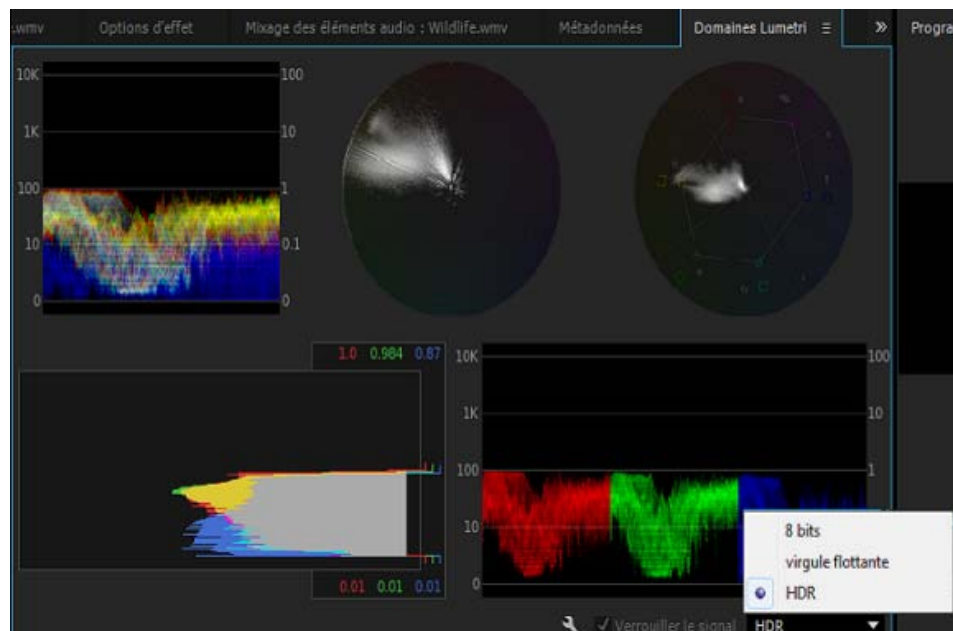 .wmv Options d'effet Mixage des éléments audio : Wildlife.wmv Métadonnées Domaines Lumetri Progra
10K 100
1K 10
100 1
10 0.1
0 0
1.0 0.984 0.87
10K 100
1K 10
100 1
10
0
0.01 0.01 0.01
8 bits
virgule flottante
HDR
Verrouiller le signal HDR